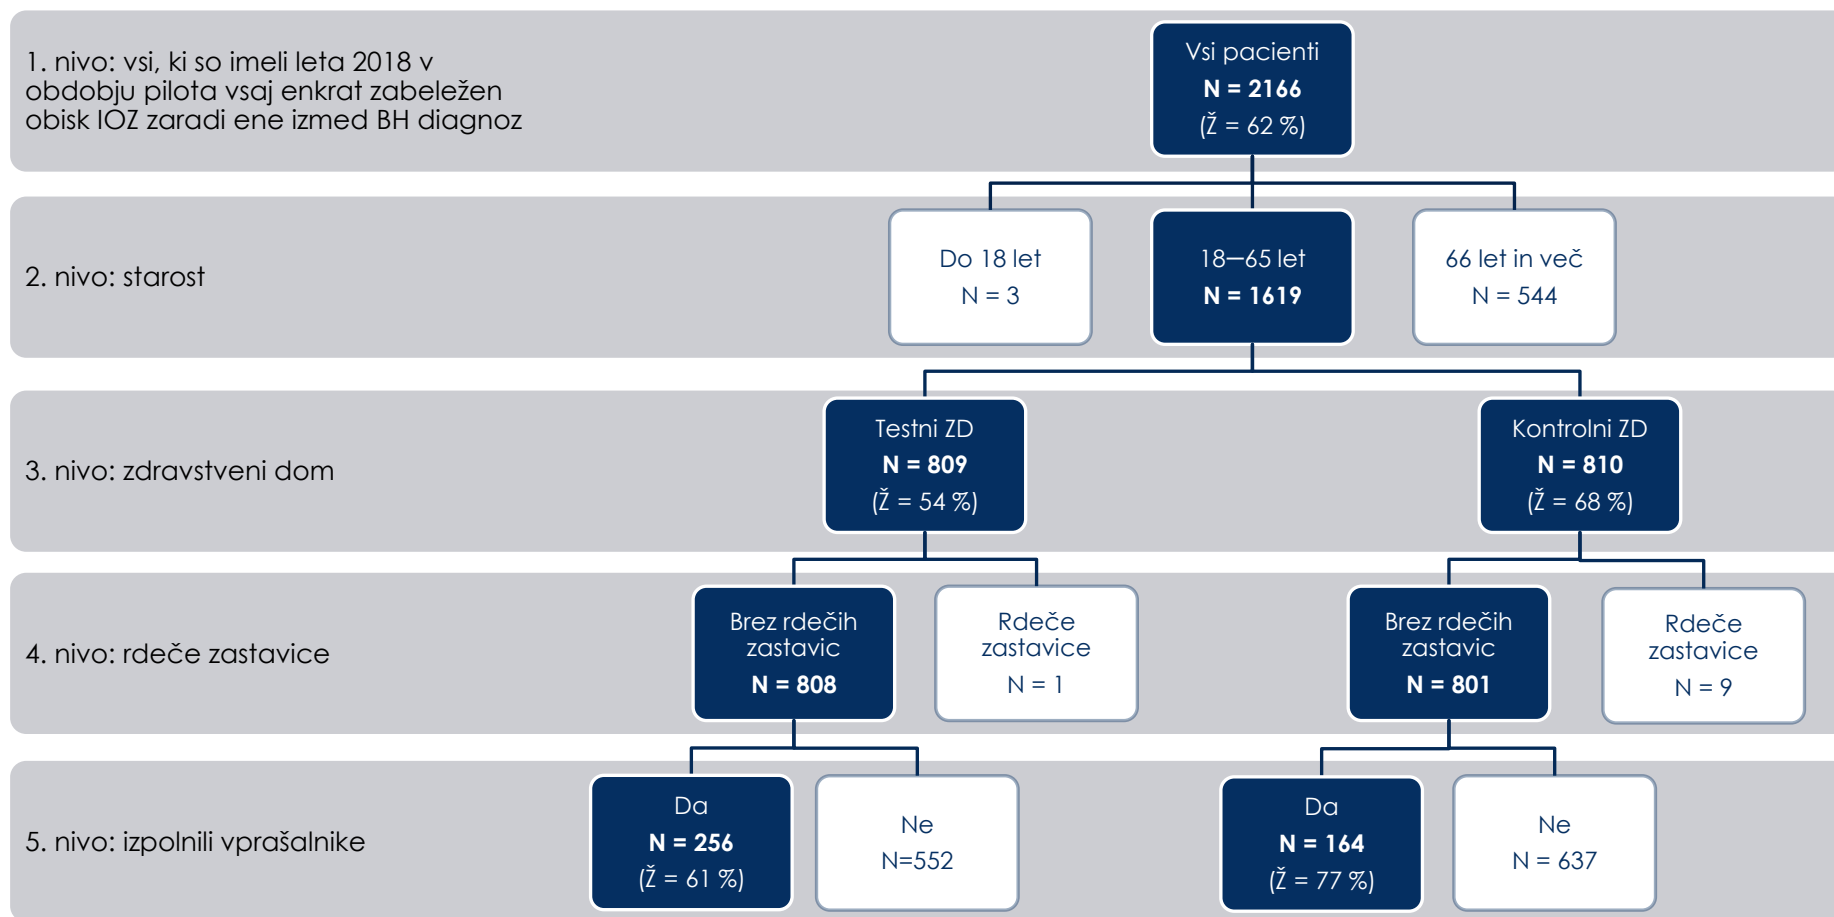 1. nivo: vsi, ki so imeli leta 2018 v
obdobju pilota vsaj enkrat zabeležen
obisk IOZ zaradi ene izmed BH diagnoz
Vsi pacienti
N = 2166
(Ž = 62 %)
2. nivo: starost
Do 18 let
N = 3
18–65 let
N = 1619
66 let in več
N = 544
3. nivo: zdravstveni dom
Testni ZD
N = 809
(Ž = 54 %)
Kontrolni ZD
N = 810
(Ž = 68 %)
4. nivo: rdeče zastavice
Brez rdečih
zastavic
N = 808
Rdeče
zastavice
N = 1
Brez rdečih
zastavic
N = 801
Rdeče
zastavice
N = 9
5. nivo: izpolnili vprašalnike
Da
N = 256
(Ž = 61 %)
Ne
N=552
Da
N = 164
(Ž = 77 %)
Ne
N = 637